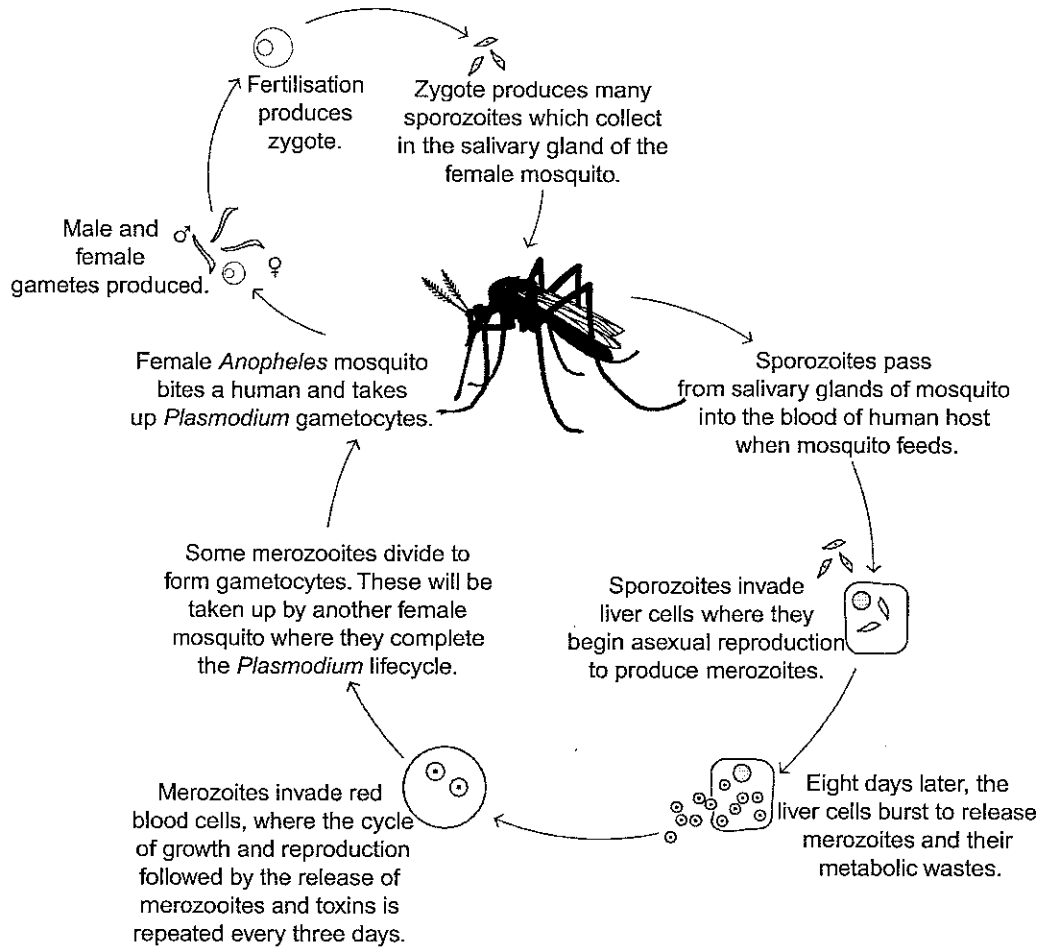 Fertilisation
produces
zygote.
Zygote produces many
sporozoites which collect
in the salivary gland of the
female mosquito.
Male and
female
gametes produced.
♂
♀
Female Anopheles mosquito
bites a human and takes
up Plasmodium gametocytes.
Sporozoites pass
from salivary glands of mosquito
into the blood of human host
when mosquito feeds.
Some merozooites divide to
form gametocytes. These will be
taken up by another female
mosquito where they complete
the Plasmodium lifecycle.
Sporozoites invade
liver cells where they
begin asexual reproduction
to produce merozoites.
Merozoites invade red
blood cells, where the cycle
of growth and reproduction
followed by the release of
merozooites and toxins is
repeated every three days.
Eight days later, the
liver cells burst to release
merozoites and their
metabolic wastes.